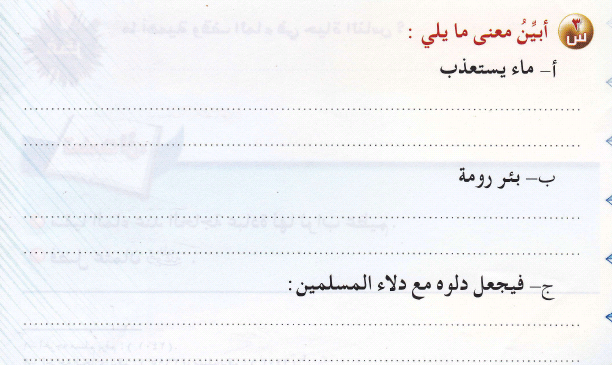 س٣ أبيِّنُ معنى ما يلي :
أ- ماء يستعذب
ب- بئر رومة
ج- فيجعل دلوه مع دلاء المسلمين :